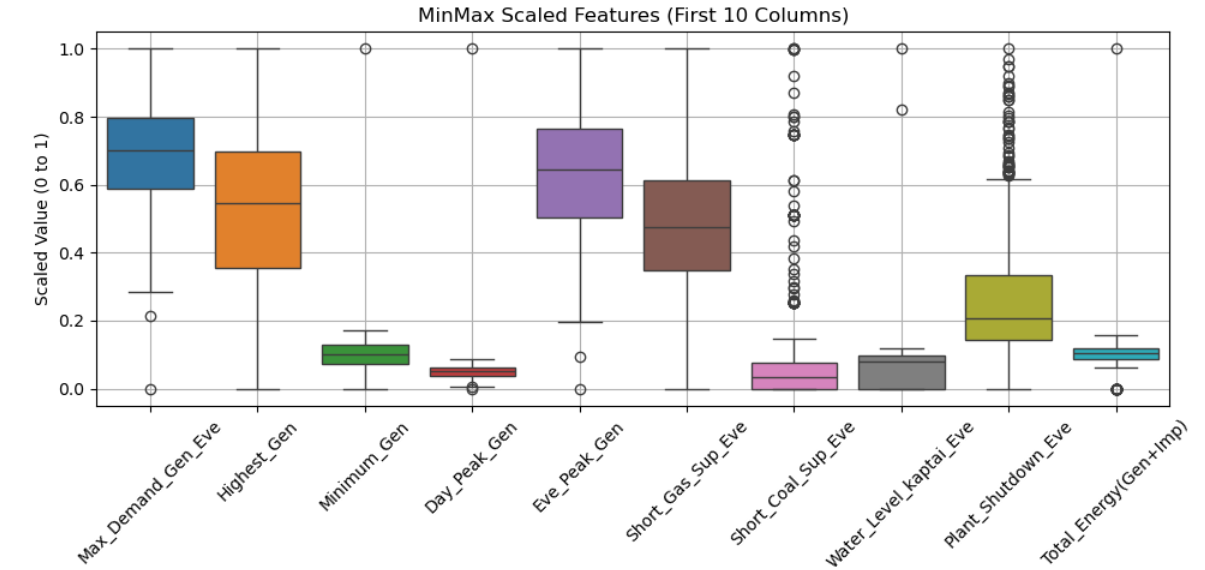 MinMax Scaled Features (First 10 Columns)
Scaled Value (0 to 1)
1.0
0.8
0.6
0.4
0.2
0.0
Max_Demand_Gen_Eve
Highest_Gen
Minimum_Gen
Day_Peak_Gen
Eve_Peak_Gen
Short_Gas_Sup_Eve
Short_Coal_Sup_Eve
Water_Level_kaptai_Eve
Plant_Shutdown_Eve
Total_Energy(Gen+Imp)